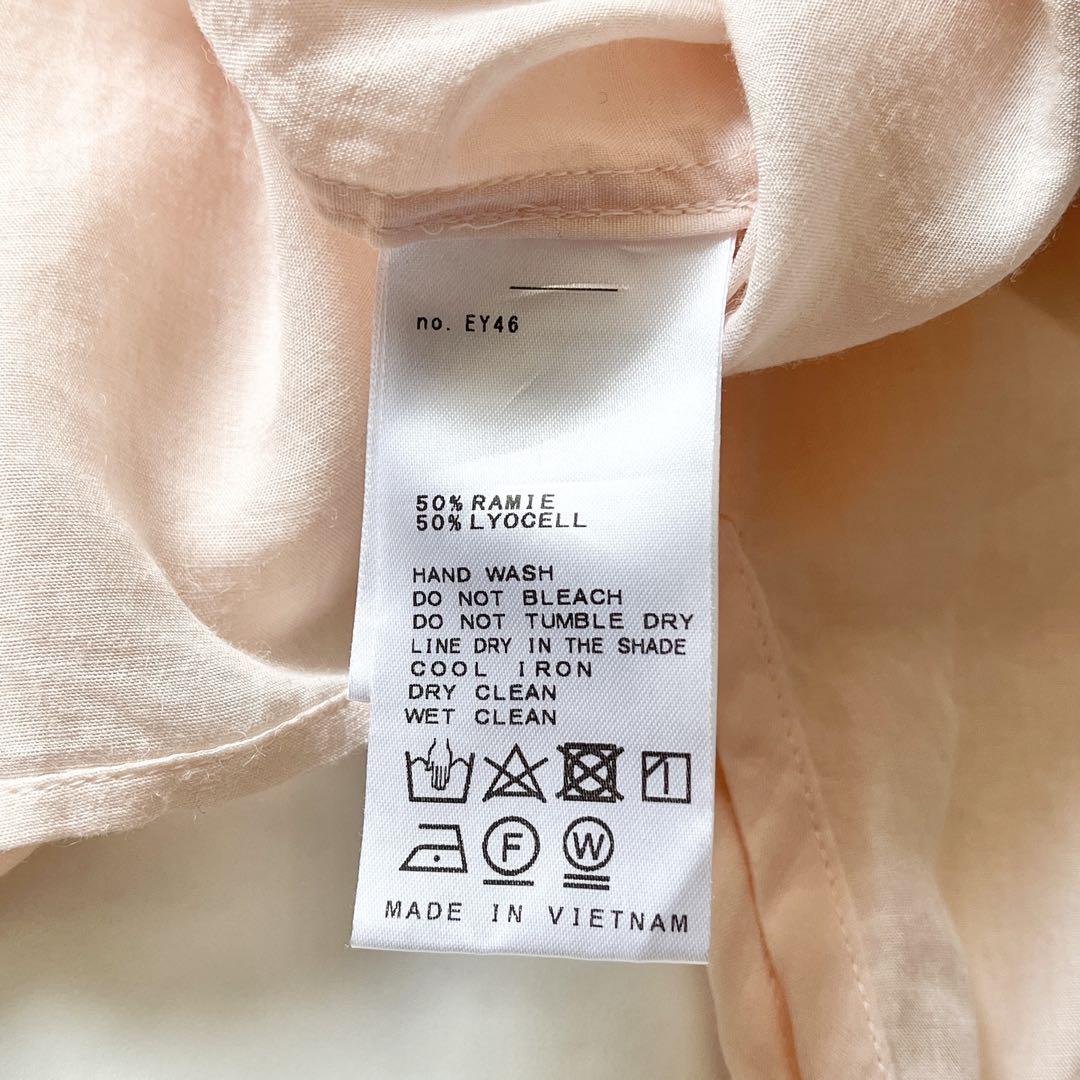 no. EY46
50% RAMIE
50% LYOCELL
HAND WASH
DO NOT BLEACH
DO NOT TUMBLE DRY
LINE DRY IN THE SHADE
COOL IRON
DRY CLEAN
WET CLEAN
F W
MADE IN VIETNAM